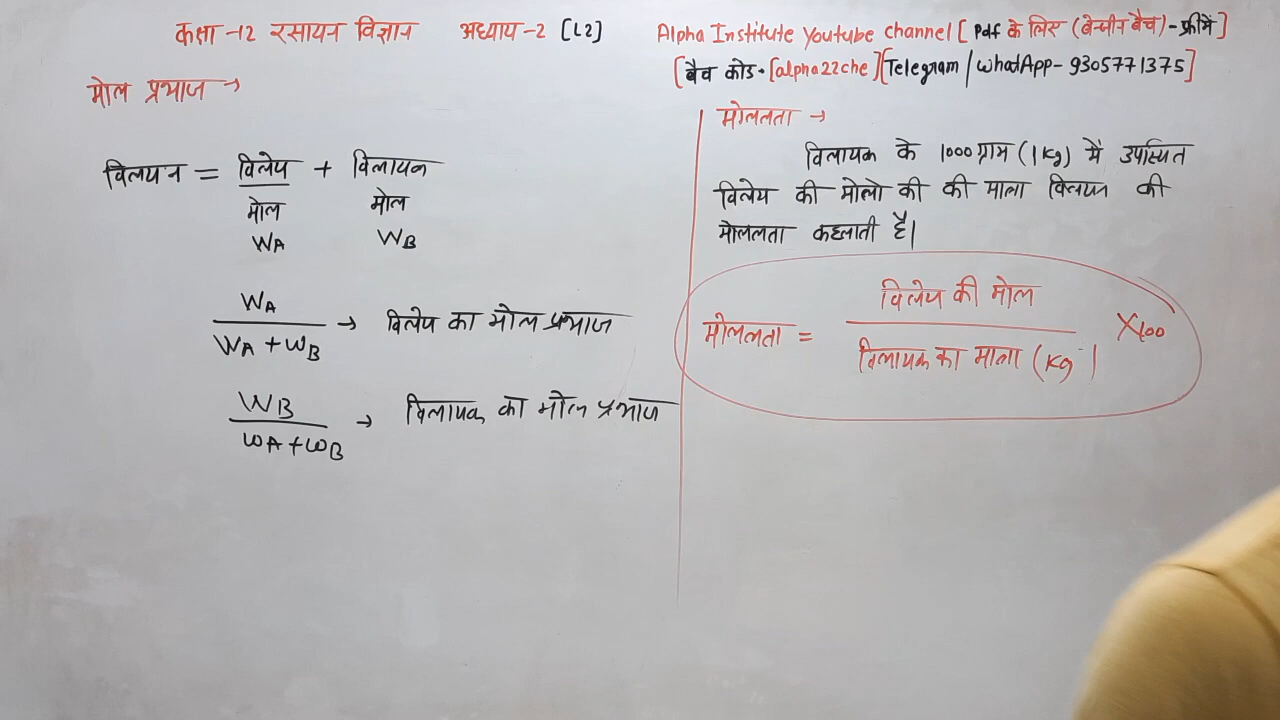 कक्षा -12 रसायन विज्ञान अध्याय-2 [L2]
Alpha Institute Youtube channel [ Pdf के लिए (बेन्जीन बैच) - फ्री में ]
[ बैच कोड - [alpha22che] [Telegram / WhatApp - 9305771375]
मोल प्रभाज →
विलयन = विलेय + विलायक
मोल मोल
WA WB
WA
WA + WB → विलेय का मोल प्रभाज
WB
WA + WB → विलायक का मोल प्रभाज
मोललता →
विलायक के 1000 ग्राम (1 kg) में उपस्थित
विलेय की मोलो की की मात्रा विलयन की
मोललता कहलाती है।
मोललता = विलेय की मोल
विलायक का मात्रा (kg) X100